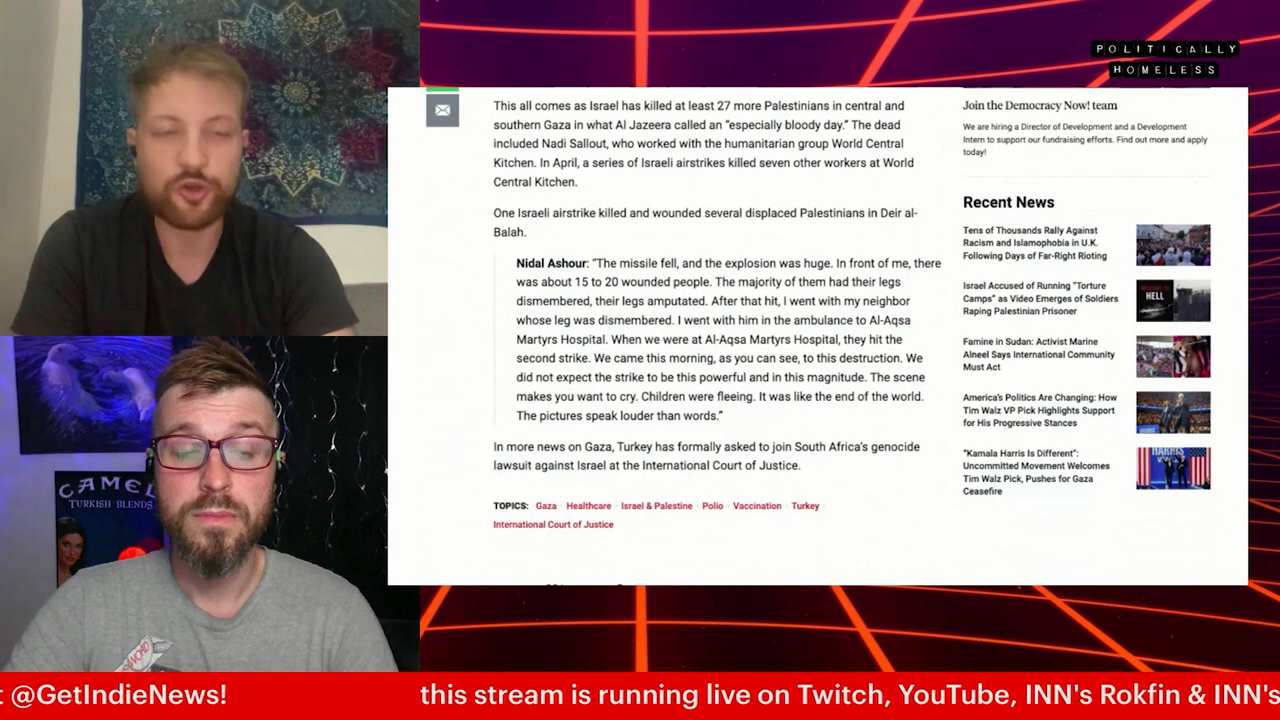 POLITICALLY
HOMELESS
This all comes as Israel has killed at least 27 more Palestinians in central and
southern Gaza in what Al Jazeera called an “especially bloody day.” The dead
included Nadi Sallout, who worked with the humanitarian group World Central
Kitchen. In April, a series of Israeli airstrikes killed seven other workers at World
Central Kitchen.
One Israeli airstrike killed and wounded several displaced Palestinians in Deir al-
Balah.
Nidal Ashour: “The missile fell, and the explosion was huge. In front of me, there
was about 15 to 20 wounded people. The majority of them had their legs
dismembered, their legs amputated. After that hit, I went with my neighbor
whose leg was dismembered. I went with him in the ambulance to Al-Aqsa
Martyrs Hospital. When we were at Al-Aqsa Martyrs Hospital, they hit the
second strike. We came this morning, as you can see, to this destruction. We
did not expect the strike to be this powerful and in this magnitude. The scene
makes you want to cry. Children were fleeing. It was like the end of the world.
The pictures speak louder than words.”
In more news on Gaza, Turkey has formally asked to join South Africa’s genocide
lawsuit against Israel at the International Court of Justice.
TOPICS: Gaza Healthcare Israel & Palestine Polio Vaccination Turkey
International Court of Justice
Join the Democracy Now! team
We are hiring a Director of Development and a Development
Intern to support our fundraising efforts. Find out more and apply
today!
Recent News
Tens of Thousands Rally Against
Racism and Islamophobia in U.K.
Following Days of Far-Right Rioting
Israel Accused of Running “Torture
Camps” as Video Emerges of Soldiers
Raping Palestinian Prisoner
HELL
Famine in Sudan: Activist Marine
Alneel Says International Community
Must Act
America’s Politics Are Changing: How
Tim Walz VP Pick Highlights Support
for His Progressive Stances
“Kamala Harris Is Different”:
Uncommitted Movement Welcomes
Tim Walz Pick, Pushes for Gaza
Ceasefire
HARRIS
CAMEL
TURKISH BLENDS
t @GetIndieNews!
this stream is running live on Twitch, YouTube, INN's Rokfin & INN's